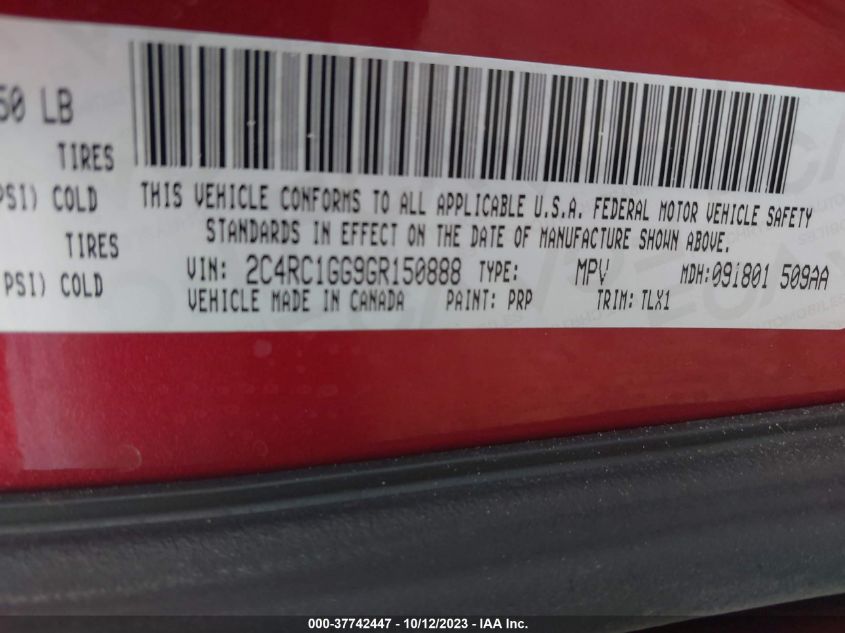 50 LB
TIRES
PSI) COLD
TIRES
PSI) COLD
THIS VEHICLE CONFORMS TO ALL APPLICABLE U.S.A. FEDERAL MOTOR VEHICLE SAFETY
STANDARDS IN EFFECT ON THE DATE OF MANUFACTURE SHOWN ABOVE.
VIN: 2C4RC1GG9GR150888 TYPE: MPV MDH:091801 509AA
VEHICLE MADE IN CANADA PAINT: PRP TRIM: TLX1
000-37742447 - 10/12/2023 - IAA Inc.